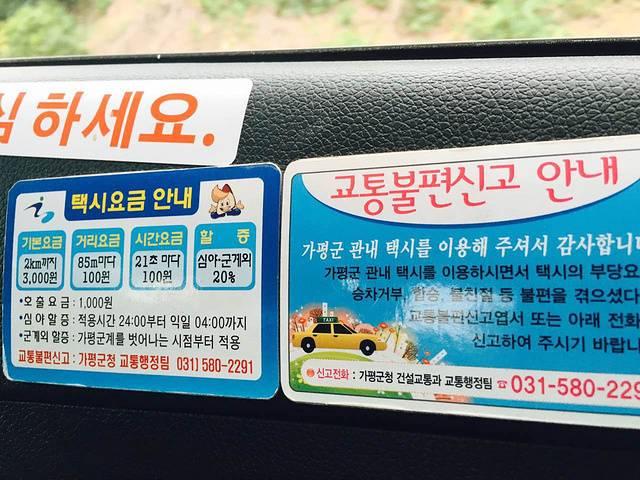 하세요.
택시요금 안내
기본요금 거리요금 시간요금 할 증
2km까지 85m마다 21초 마다 심야·군계외
3,000원 100원 100원 20%
•호출요금 : 1,000원
•심야할증 : 적용시간 24:00부터 익일 04:00까지
•군계외 할증 : 가평군계를 벗어나는 시점부터 적용
교통불편신고 : 가평군청 교통행정팀 031) 580-2291
교통불편신고 안내
가평군 관내 택시를 이용해 주셔서 감사합니
가평군 관내 택시를 이용하시면서 택시의 부당요
승차거부, 합승, 불친절 등 불편을 겪으셨다
교통불편신고엽서 또는 아래 전화
신고하여 주시기 바랍니
TAXI
신고전화 : 가평군청 건설교통과 교통행정팀 ☎ 031-580-229